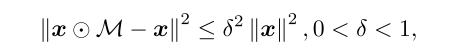 ‖𝒙 ⊙ ℳ − 𝒙‖² ≤ δ² ‖𝒙‖² , 0 < δ < 1,